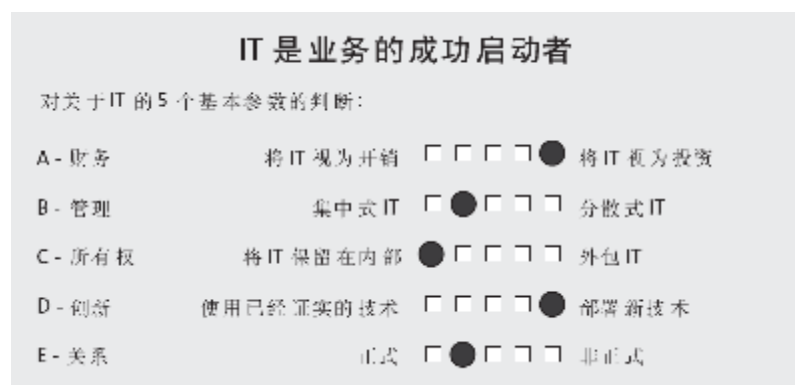 IT 是业务的成功启动者
对关于IT 的5 个基本参数的判断：
A - 财务 将 IT 视为开销 将 IT 视为投资
B - 管理 集中式 IT 分散式 IT
C - 所有权 将 IT 保留在内部 外包 IT
D - 创新 使用已经证实的技术 部署新技术
E - 关系 正式 非正式